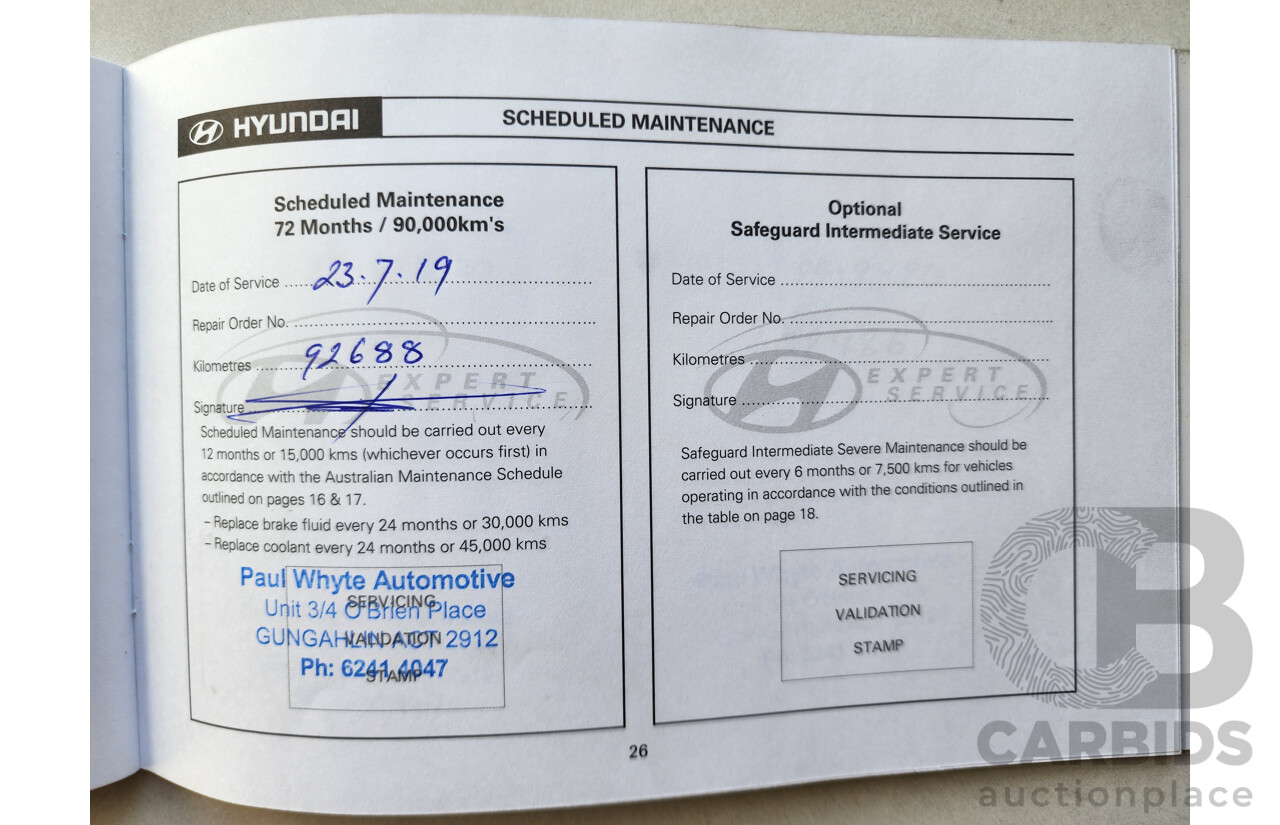 HYUNDAI
SCHEDULED MAINTENANCE
Scheduled Maintenance
72 Months / 90,000km's
Date of Service 23.7.19
Repair Order No.
Kilometres 92688
EXPERT
SERVICE
Signature
Scheduled Maintenance should be carried out every
12 months or 15,000 kms (whichever occurs first) in
accordance with the Australian Maintenance Schedule
outlined on pages 16 & 17.
– Replace brake fluid every 24 months or 30,000 kms
– Replace coolant every 24 months or 45,000 kms
Paul Whyte Automotive
Unit 3/4 O'Brien Place
GUNGAHLIN ACT 2912
Ph: 6241 4047
SERVICING
VALIDATION
STAMP
Optional
Safeguard Intermediate Service
Date of Service
Repair Order No.
Kilometres
EXPERT
SERVICE
Signature
Safeguard Intermediate Severe Maintenance should be
carried out every 6 months or 7,500 kms for vehicles
operating in accordance with the conditions outlined in
the table on page 18.
SERVICING
VALIDATION
STAMP
26
CB
CARBIDS
auctionplace